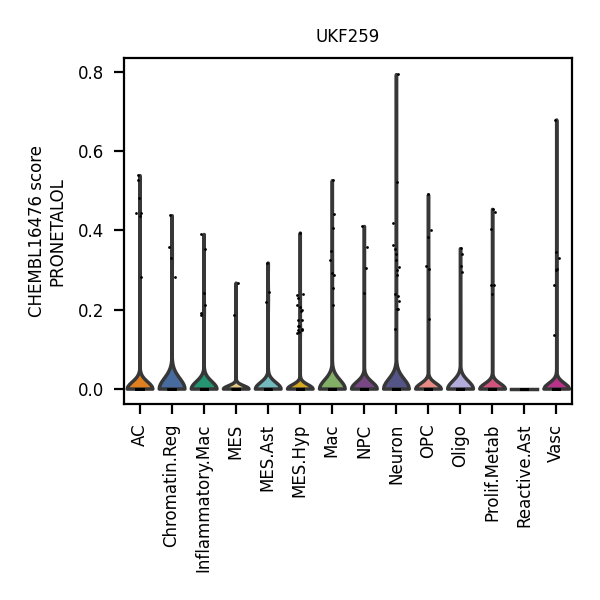 UKF259
CHEMBL16476 score
PRONETALOL
0.8
0.6
0.4
0.2
0.0
AC
Chromatin.Reg
Inflammatory.Mac
MES
MES.Ast
MES.Hyp
Mac
NPC
Neuron
OPC
Oligo
Prolif.Metab
Reactive.Ast
Vasc